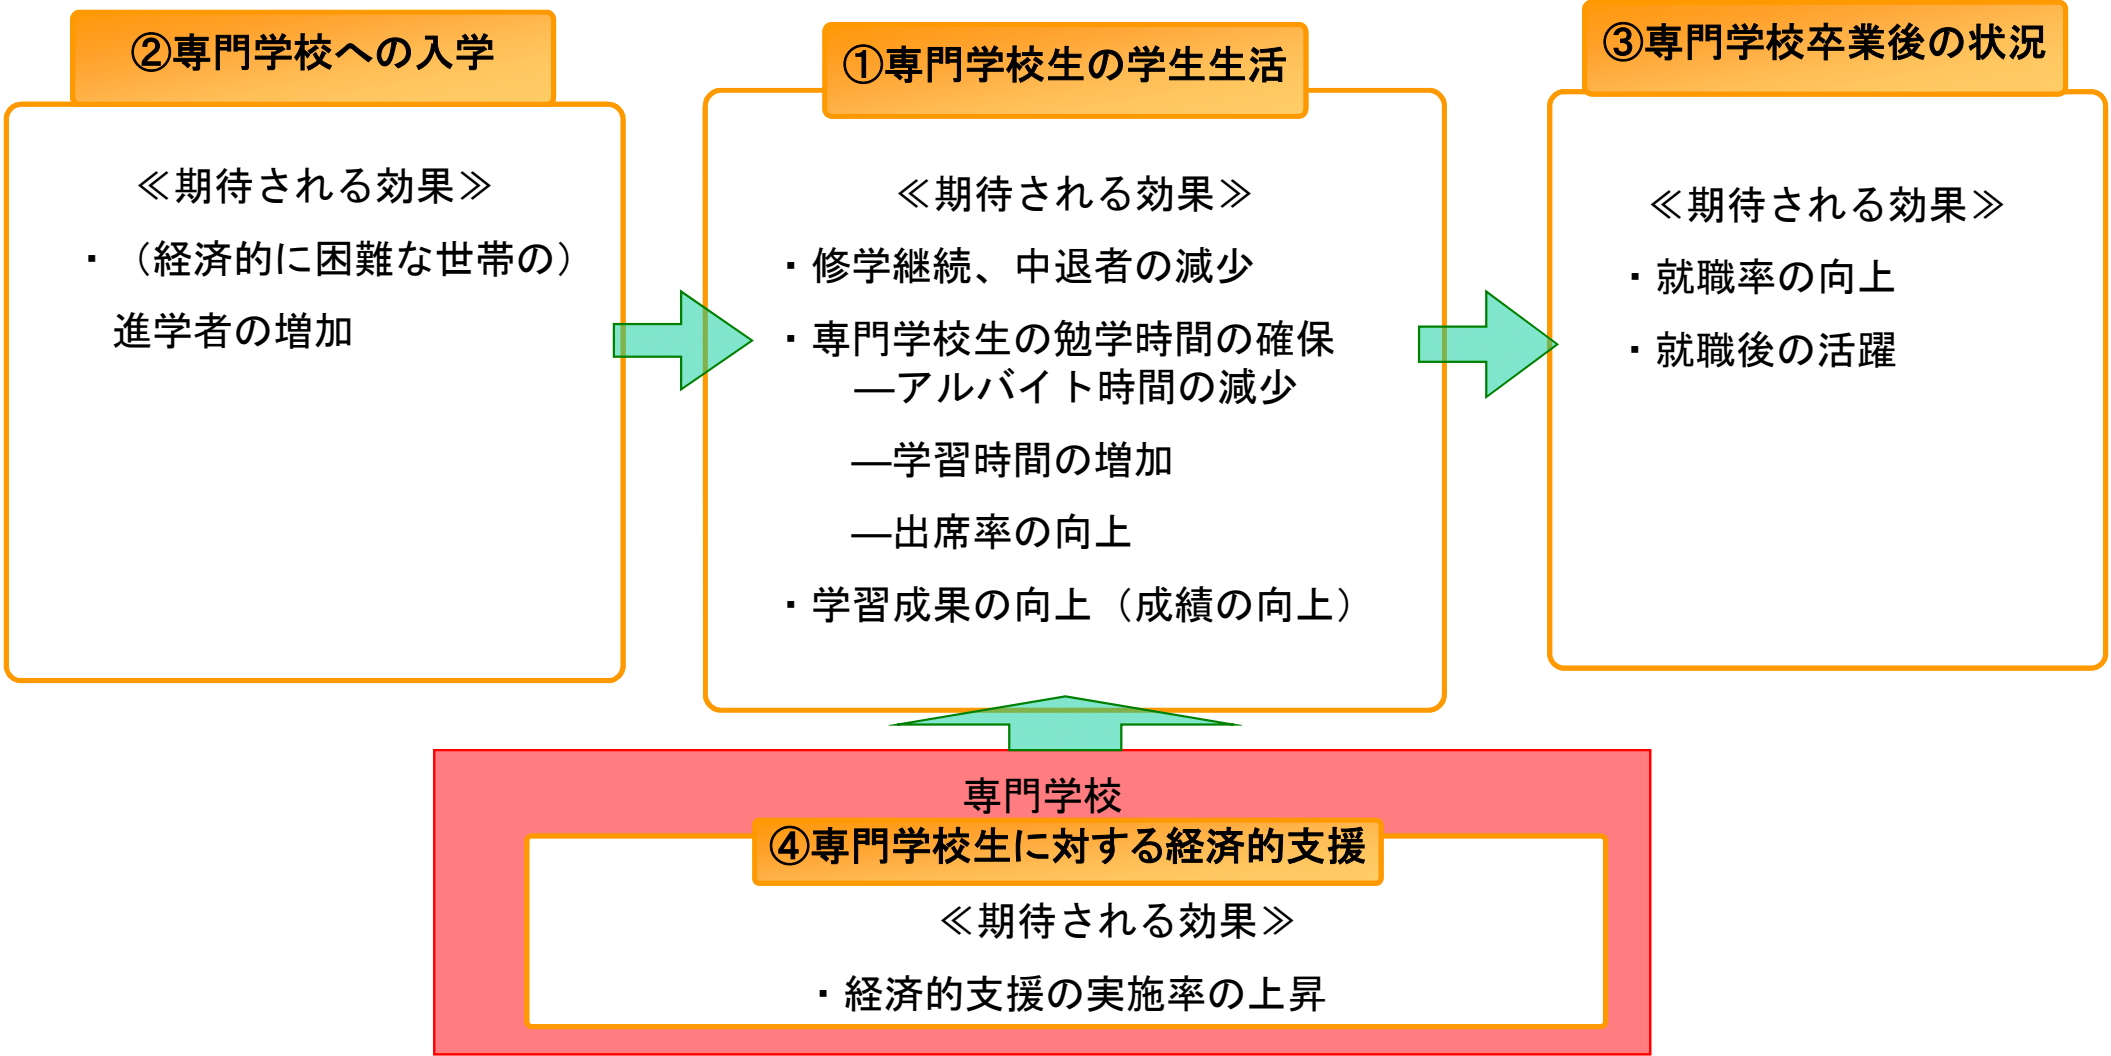 ②専門学校への入学
≪期待される効果≫
・（経済的に困難な世帯の）
進学者の増加
①専門学校生の学生生活
≪期待される効果≫
・修学継続、中退者の減少
・専門学校生の勉学時間の確保
―アルバイト時間の減少
―学習時間の増加
―出席率の向上
・学習成果の向上（成績の向上）
③専門学校卒業後の状況
≪期待される効果≫
・就職率の向上
・就職後の活躍
専門学校
④専門学校生に対する経済的支援
≪期待される効果≫
・経済的支援の実施率の上昇